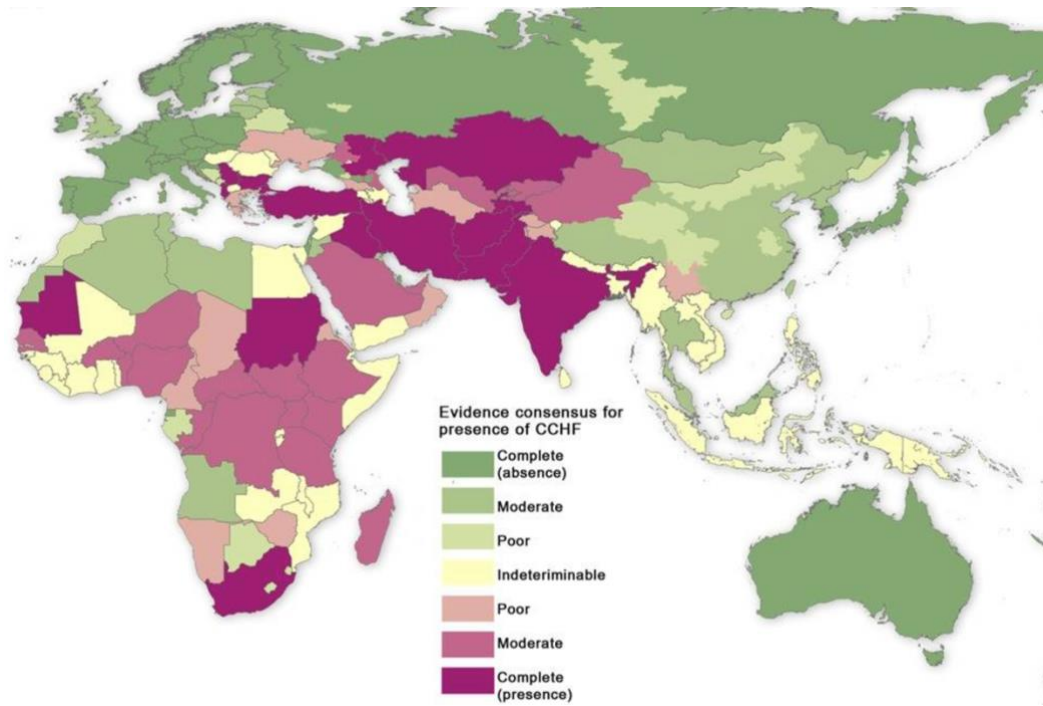 Evidence consensus for
presence of CCHF
Complete
(absence)
Moderate
Poor
Indeteriminable
Poor
Moderate
Complete
(presence)